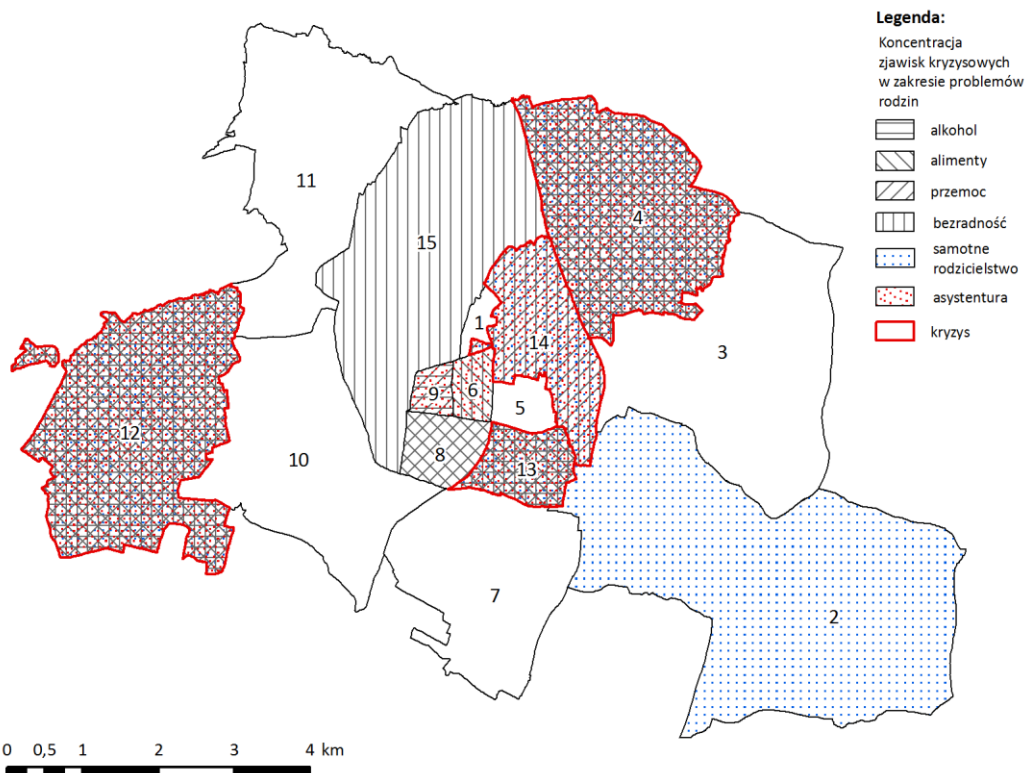 Legenda:
Koncentracja
zjawisk kryzysowych
w zakresie problemów
rodzin
alkohol
alimenty
przemoc
bezradność
samotne
rodzicielstwo
asystentura
kryzys
11
15
4
1
14
3
9
6
5
12
10
8
13
7
2
0 0,5 1 2 3 4 km